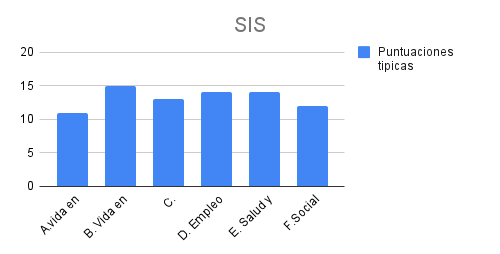 SIS
20
15
10
5
0
Puntuaciones
tipicas
A.vida en
B. Vida en
C.
D. Empleo
E. Salud y
F.Social